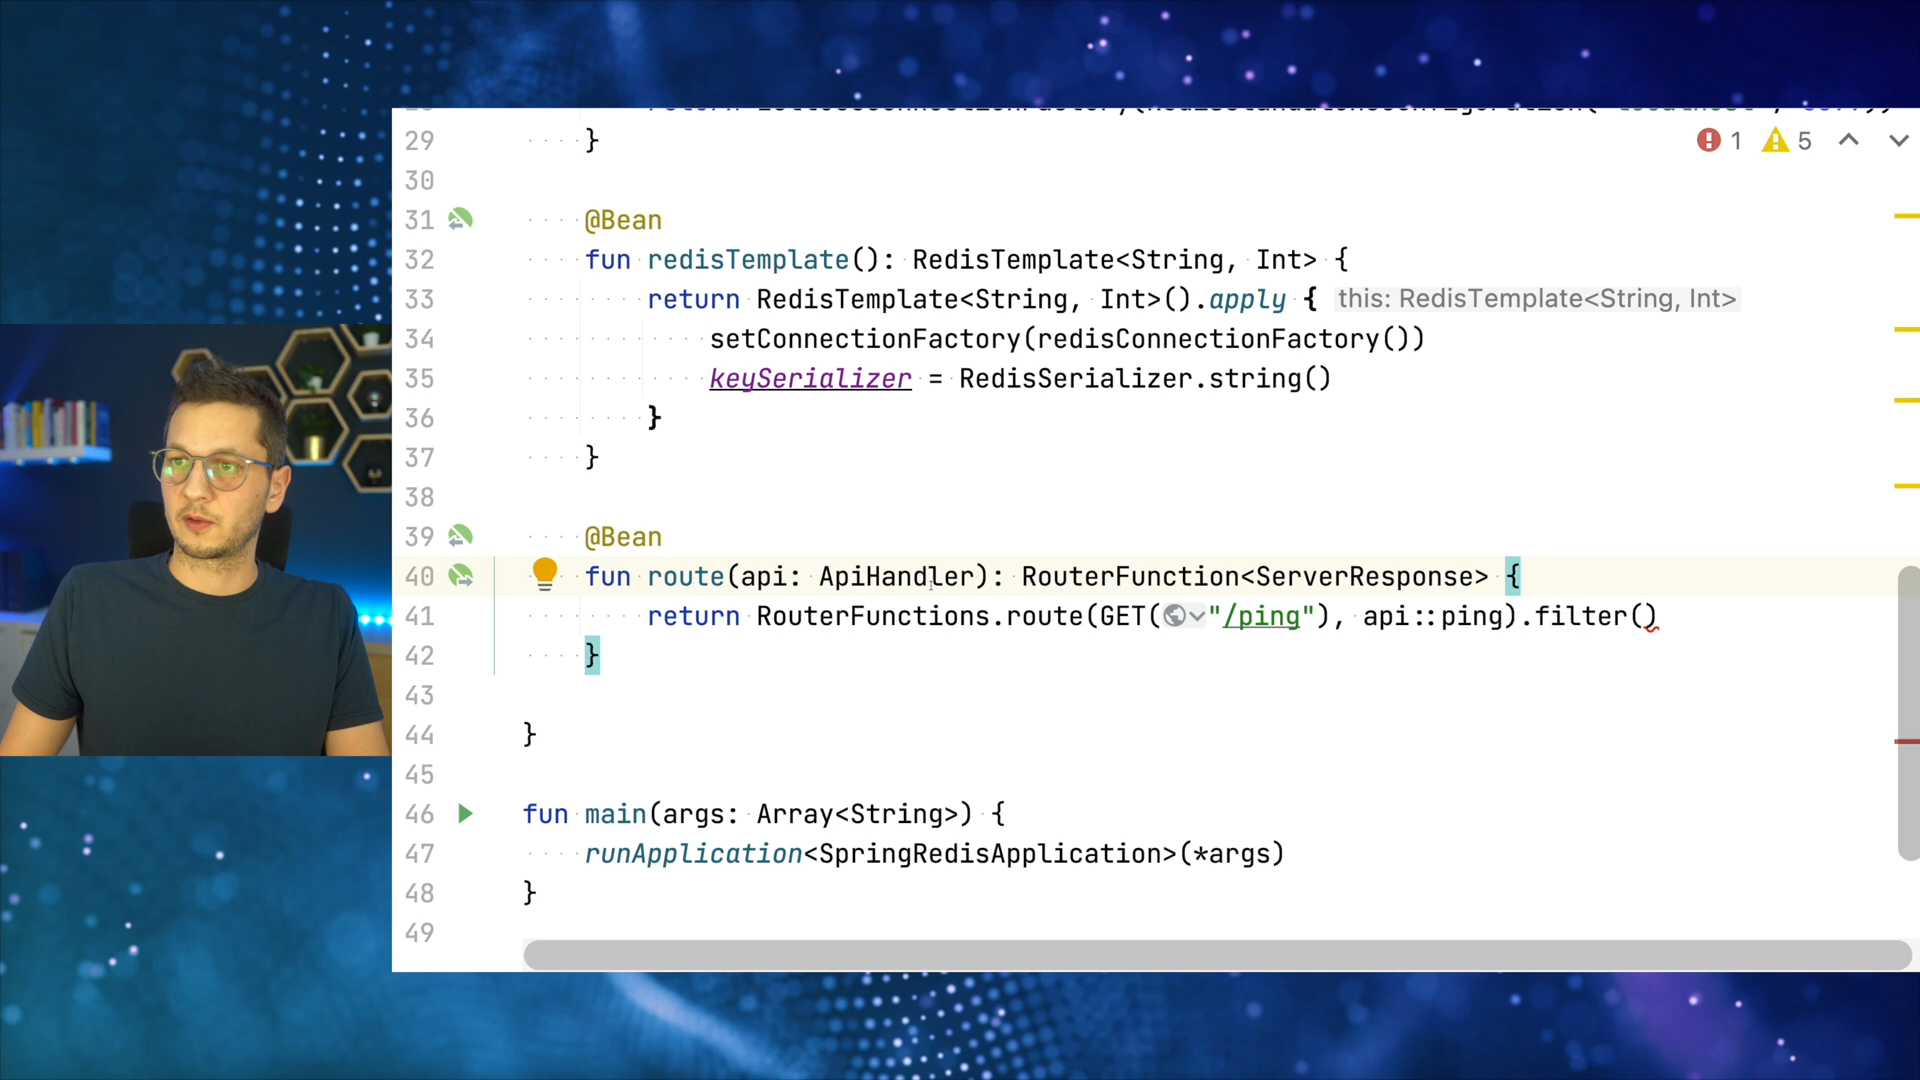 29 }
1 5
30
31 @Bean
32 fun redisTemplate(): RedisTemplate<String, Int> {
33 return RedisTemplate<String, Int>().apply { this: RedisTemplate<String, Int>
34 setConnectionFactory(redisConnectionFactory())
35 keySerializer = RedisSerializer.string()
36 }
37 }
38
39 @Bean
40 fun route(api: ApiHandler): RouterFunction<ServerResponse> {
41 return RouterFunctions.route(GET("/ping"), api::ping).filter()
42 }
43
44 }
45
46 fun main(args: Array<String>) {
47 runApplication<SpringRedisApplication>(*args)
48 }
49